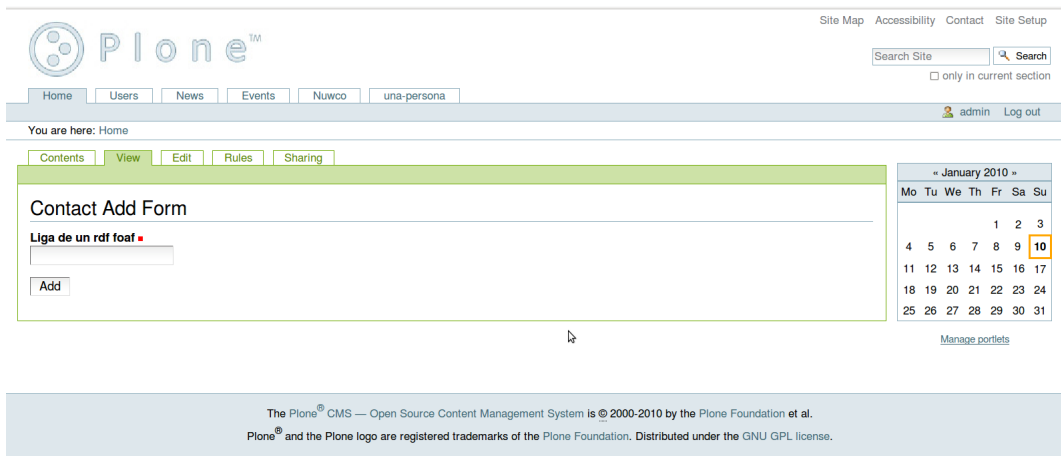 Site Map Accessibility Contact Site Setup
Plone™
Search Site Search
only in current section
Home Users News Events Nuwco una-persona
admin Log out
You are here: Home
Contents View Edit Rules Sharing
Contact Add Form
Liga de un rdf foaf
Add
« January 2010 »
Mo Tu We Th Fr Sa Su
1 2 3
4 5 6 7 8 9 10
11 12 13 14 15 16 17
18 19 20 21 22 23 24
25 26 27 28 29 30 31
Manage portlets
The Plone® CMS — Open Source Content Management System is © 2000-2010 by the Plone Foundation et al.
Plone® and the Plone logo are registered trademarks of the Plone Foundation. Distributed under the GNU GPL license.